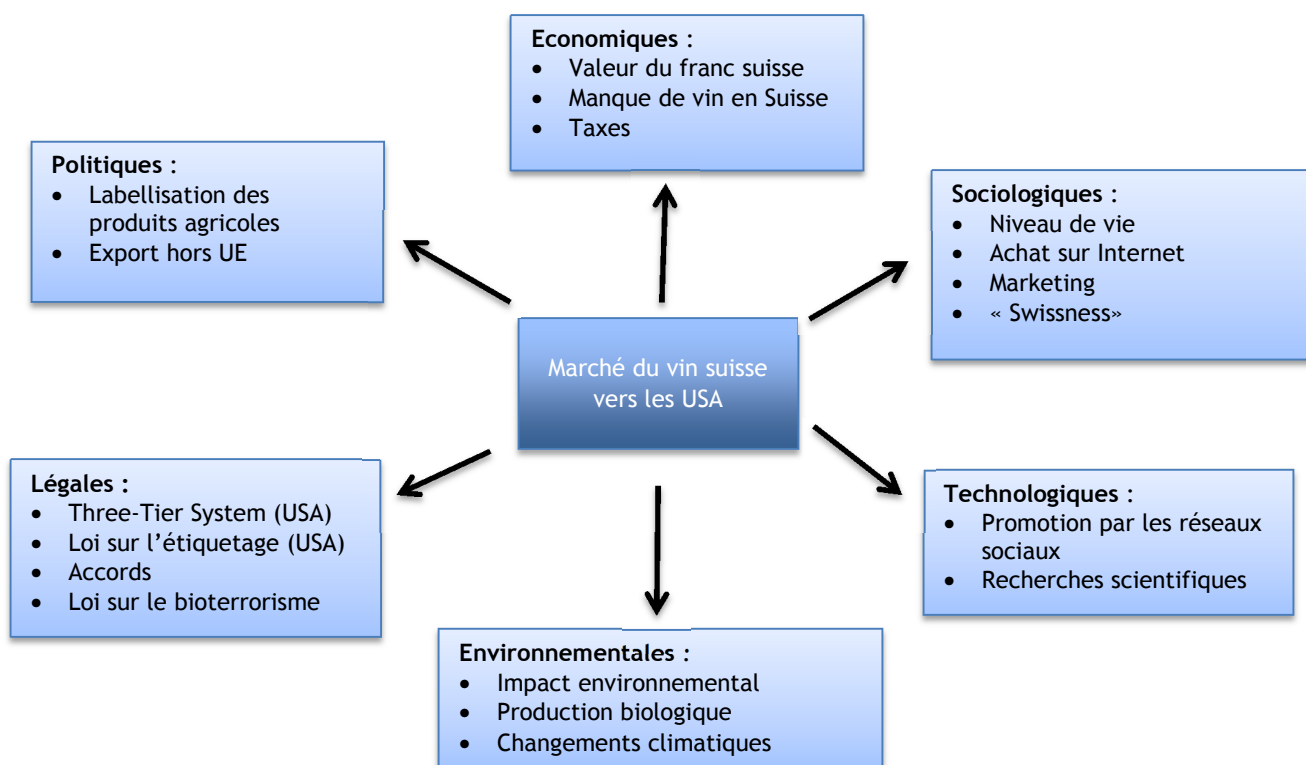 Economiques :
• Valeur du franc suisse
• Manque de vin en Suisse
• Taxes
Politiques :
• Labellisation des
produits agricoles
• Export hors UE
Sociologiques :
• Niveau de vie
• Achat sur Internet
• Marketing
• « Swissness»
Marché du vin suisse
vers les USA
Légales :
• Three-Tier System (USA)
• Loi sur l’étiquetage (USA)
• Accords
• Loi sur le bioterrorisme
Technologiques :
• Promotion par les réseaux
sociaux
• Recherches scientifiques
Environnementales :
• Impact environnemental
• Production biologique
• Changements climatiques